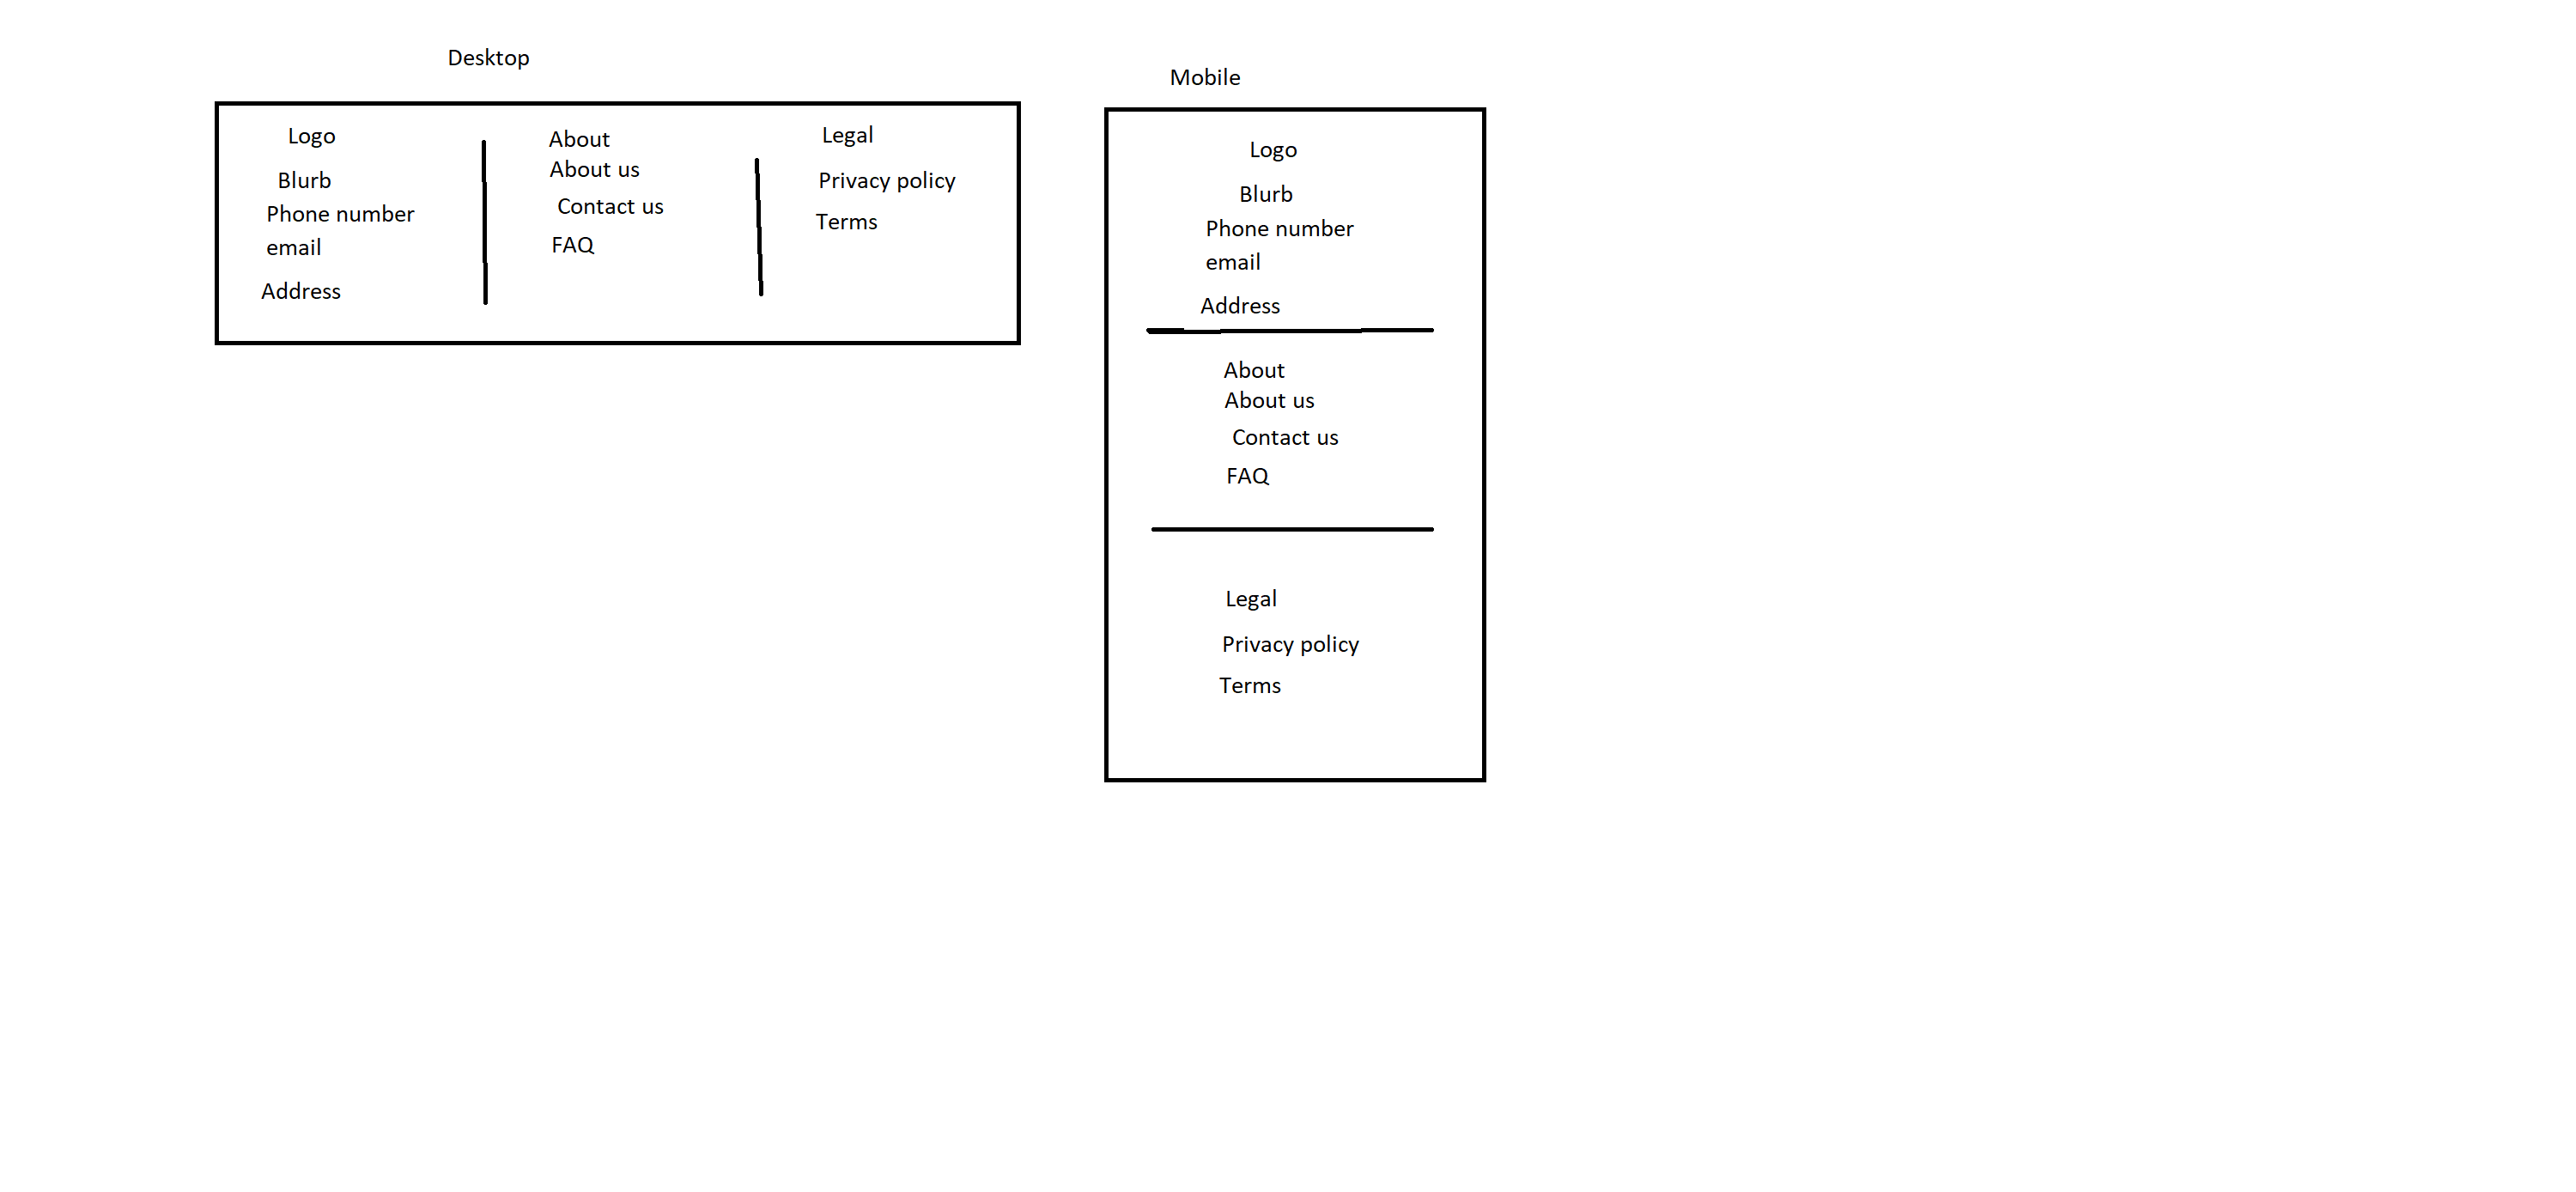 Desktop
Logo
Blurb
Phone number
email
Address
About
About us
Contact us
FAQ
Legal
Privacy policy
Terms
Mobile
Logo
Blurb
Phone number
email
Address
About
About us
Contact us
FAQ
Legal
Privacy policy
Terms